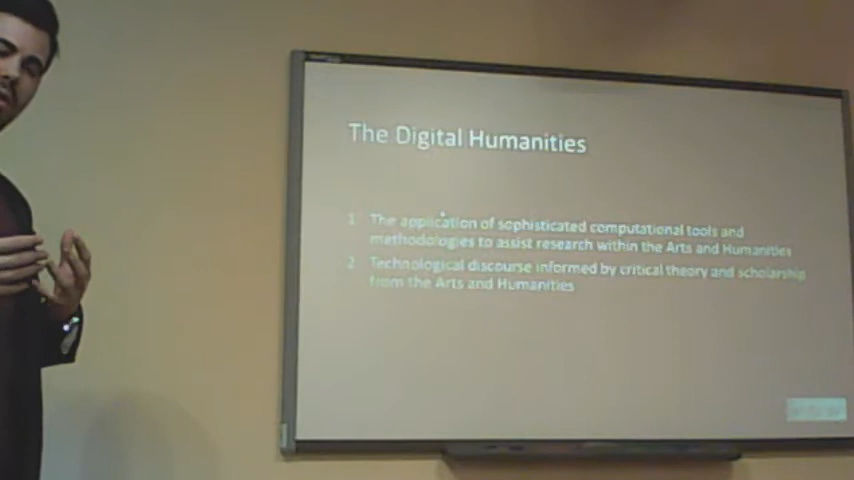 The Digital Humanities
1 The application of sophisticated computational tools and
methodologies to assist research within the Arts and Humanities
2 Technological discourse informed by critical theory and scholarship
from the Arts and Humanities